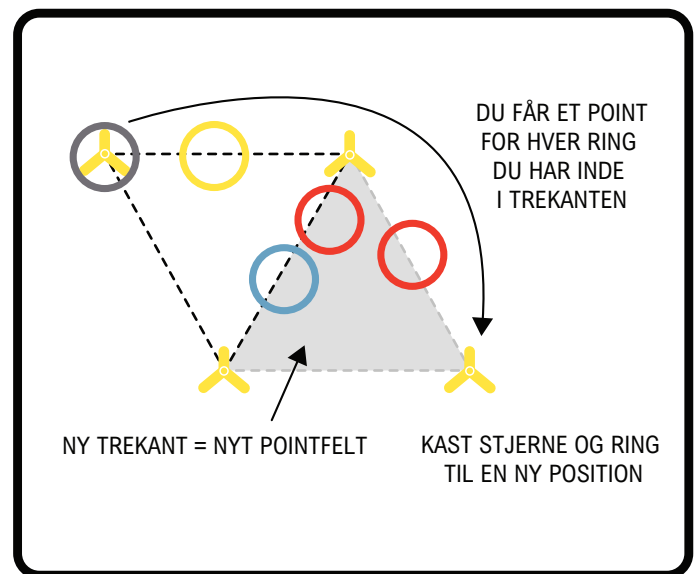 DU FÅR ET POINT
FOR HVER RING
DU HAR INDE
I TREKANTEN
NY TREKANT = NYT POINTFELT
KAST STJERNE OG RING
TIL EN NY POSITION